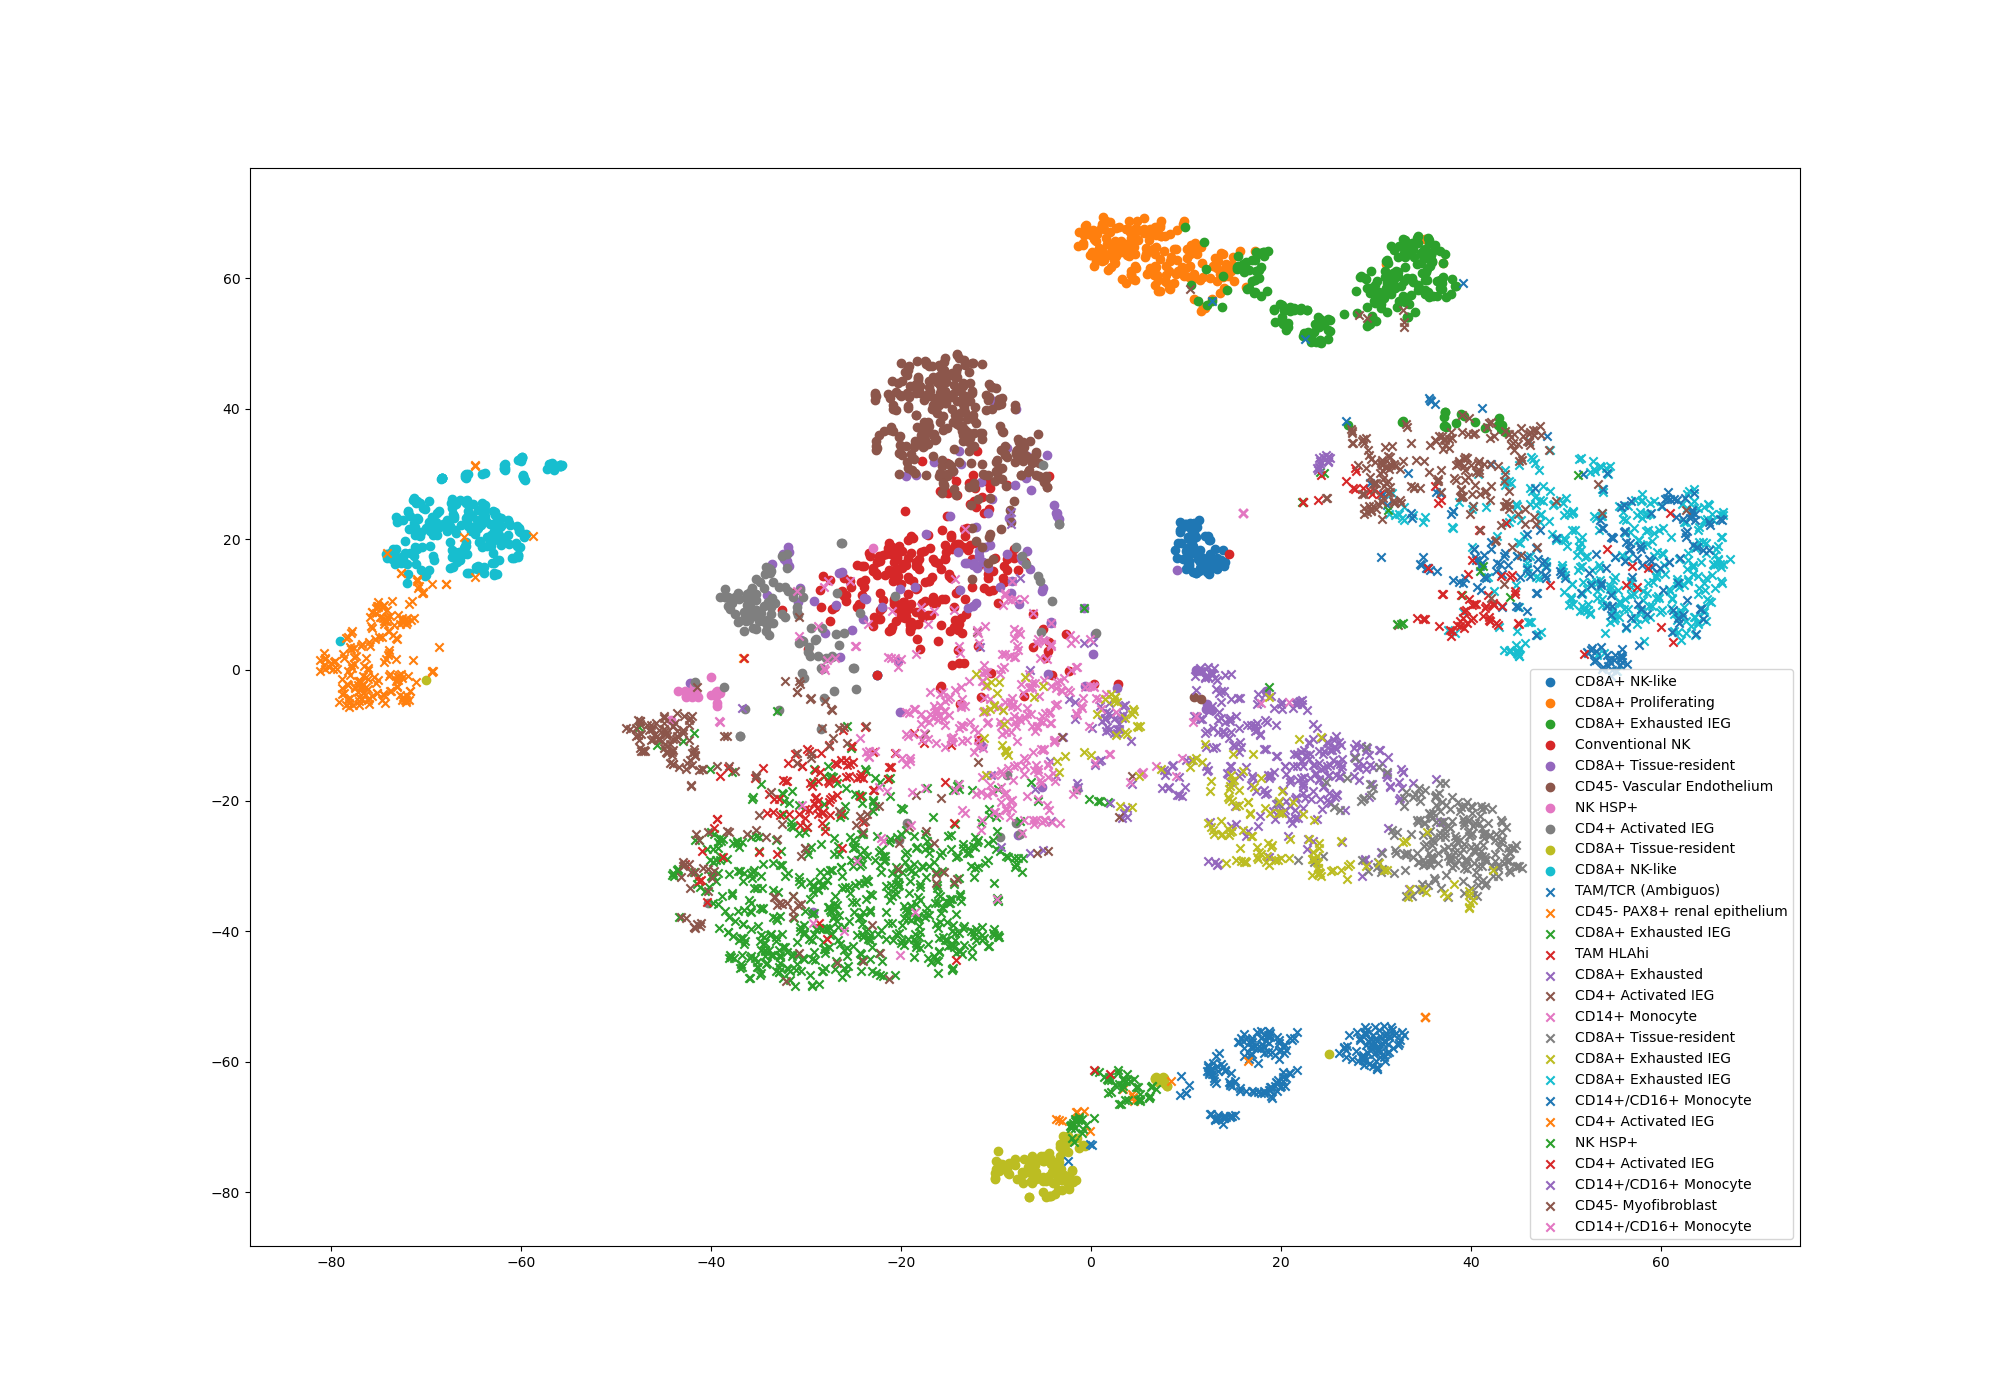 60
40
20
0
−20
−40
−60
−80
−80
−60
−40
−20
0
20
40
60
CD8A+ NK-like
CD8A+ Proliferating
CD8A+ Exhausted IEG
Conventional NK
CD8A+ Tissue-resident
CD45- Vascular Endothelium
NK HSP+
CD4+ Activated IEG
CD8A+ Tissue-resident
CD8A+ NK-like
TAM/TCR (Ambiguos)
CD45- PAX8+ renal epithelium
CD8A+ Exhausted IEG
TAM HLAhi
CD8A+ Exhausted
CD4+ Activated IEG
CD14+ Monocyte
CD8A+ Tissue-resident
CD8A+ Exhausted IEG
CD8A+ Exhausted IEG
CD14+/CD16+ Monocyte
CD4+ Activated IEG
NK HSP+
CD4+ Activated IEG
CD14+/CD16+ Monocyte
CD45- Myofibroblast
CD14+/CD16+ Monocyte